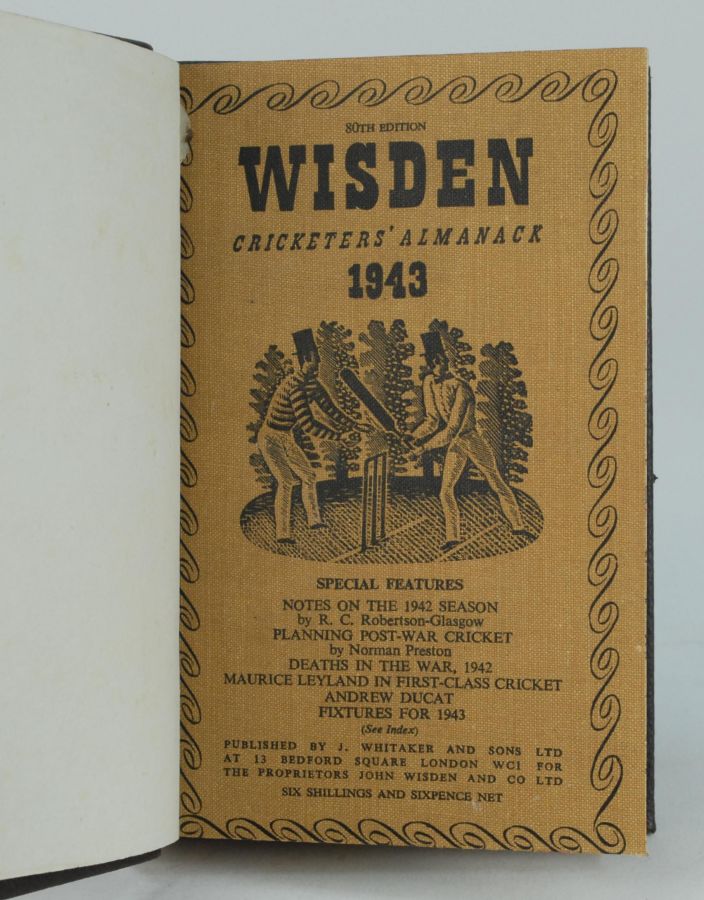 80TH EDITION
WISDEN
CRICKETERS' ALMANACK
1943
SPECIAL FEATURES
NOTES ON THE 1942 SEASON
by R. C. Robertson-Glasgow
PLANNING POST-WAR CRICKET
by Norman Preston
DEATHS IN THE WAR, 1942
MAURICE LEYLAND IN FIRST-CLASS CRICKET
ANDREW DUCAT
FIXTURES FOR 1943
(See Index)
PUBLISHED BY J. WHITAKER AND SONS LTD
AT 13 BEDFORD SQUARE LONDON WC1 FOR
THE PROPRIETORS JOHN WISDEN AND CO LTD
SIX SHILLINGS AND SIXPENCE NET